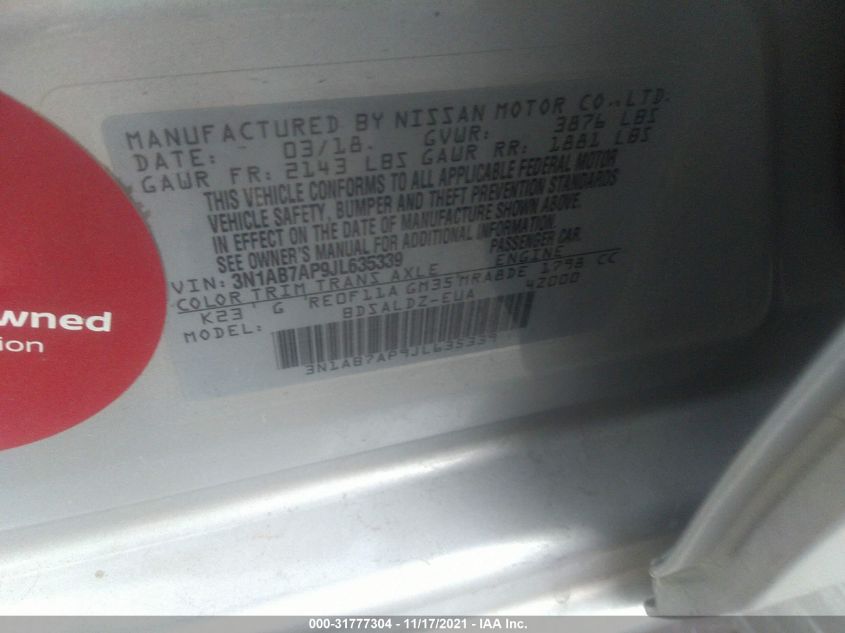 MANUFACTURED BY NISSAN MOTOR CO.,LTD.
DATE: 03/18. GVWR: 3876 LBS
GAWR FR: 2143 LBS GAWR RR: 1881 LBS
THIS VEHICLE CONFORMS TO ALL APPLICABLE FEDERAL MOTOR
VEHICLE SAFETY, BUMPER AND THEFT PREVENTION STANDARDS
IN EFFECT ON THE DATE OF MANUFACTURE SHOWN ABOVE.
SEE OWNER'S MANUAL FOR ADDITIONAL INFORMATION.
VIN: 3N1AB7AP9JL635339 PASSENGER CAR.
COLOR TRIM TRANS AXLE ENGINE
K23 G RE0F11A GM35 MRA8DE 1798 CC
MODEL: BDSALDZ-EUA 4Z000
3N1AB7AP9JL635339
wned
ion
000-31777304 - 11/17/2021 - IAA Inc.